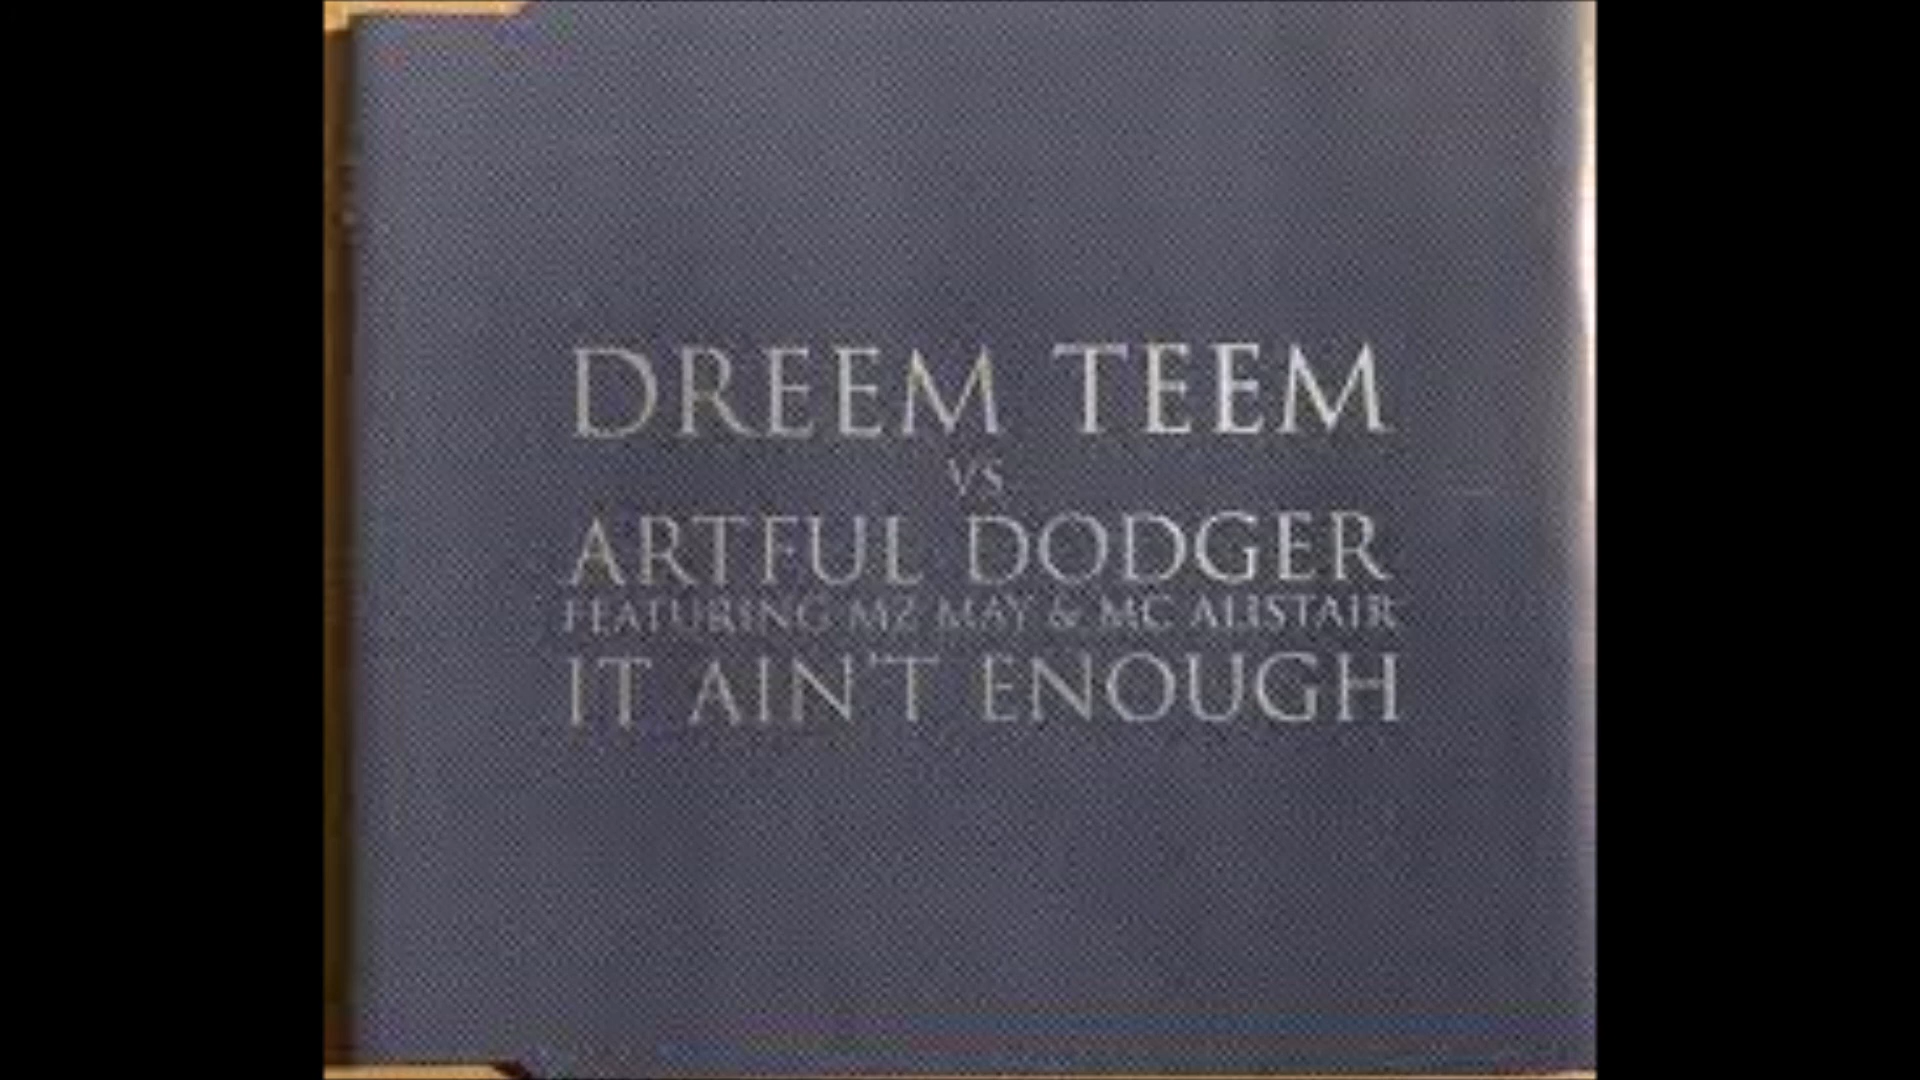 DREEM TEEM
VS
ARTFUL DODGER
FEATURING MZ MAY & MC ALISTAIR
IT AIN'T ENOUGH